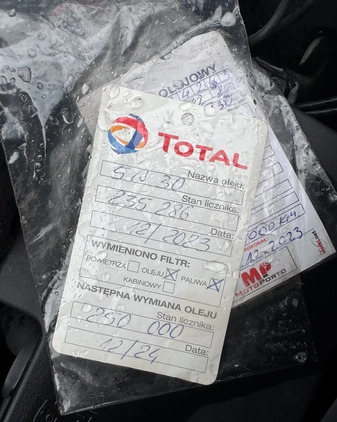 OLEJOWY
TOTAL
5W30
Nazwa oleju:
235 286
Stan licznika:
12/2023
Data:
WYMIENIONO FILTR:
POWIETRZA OLEJU X PALIWA X
KABINOWY
NASTĘPNA WYMIANA OLEJU
250 000
Stan licznika:
12/24
Data:
12-2023
MP
MOTOPORTO